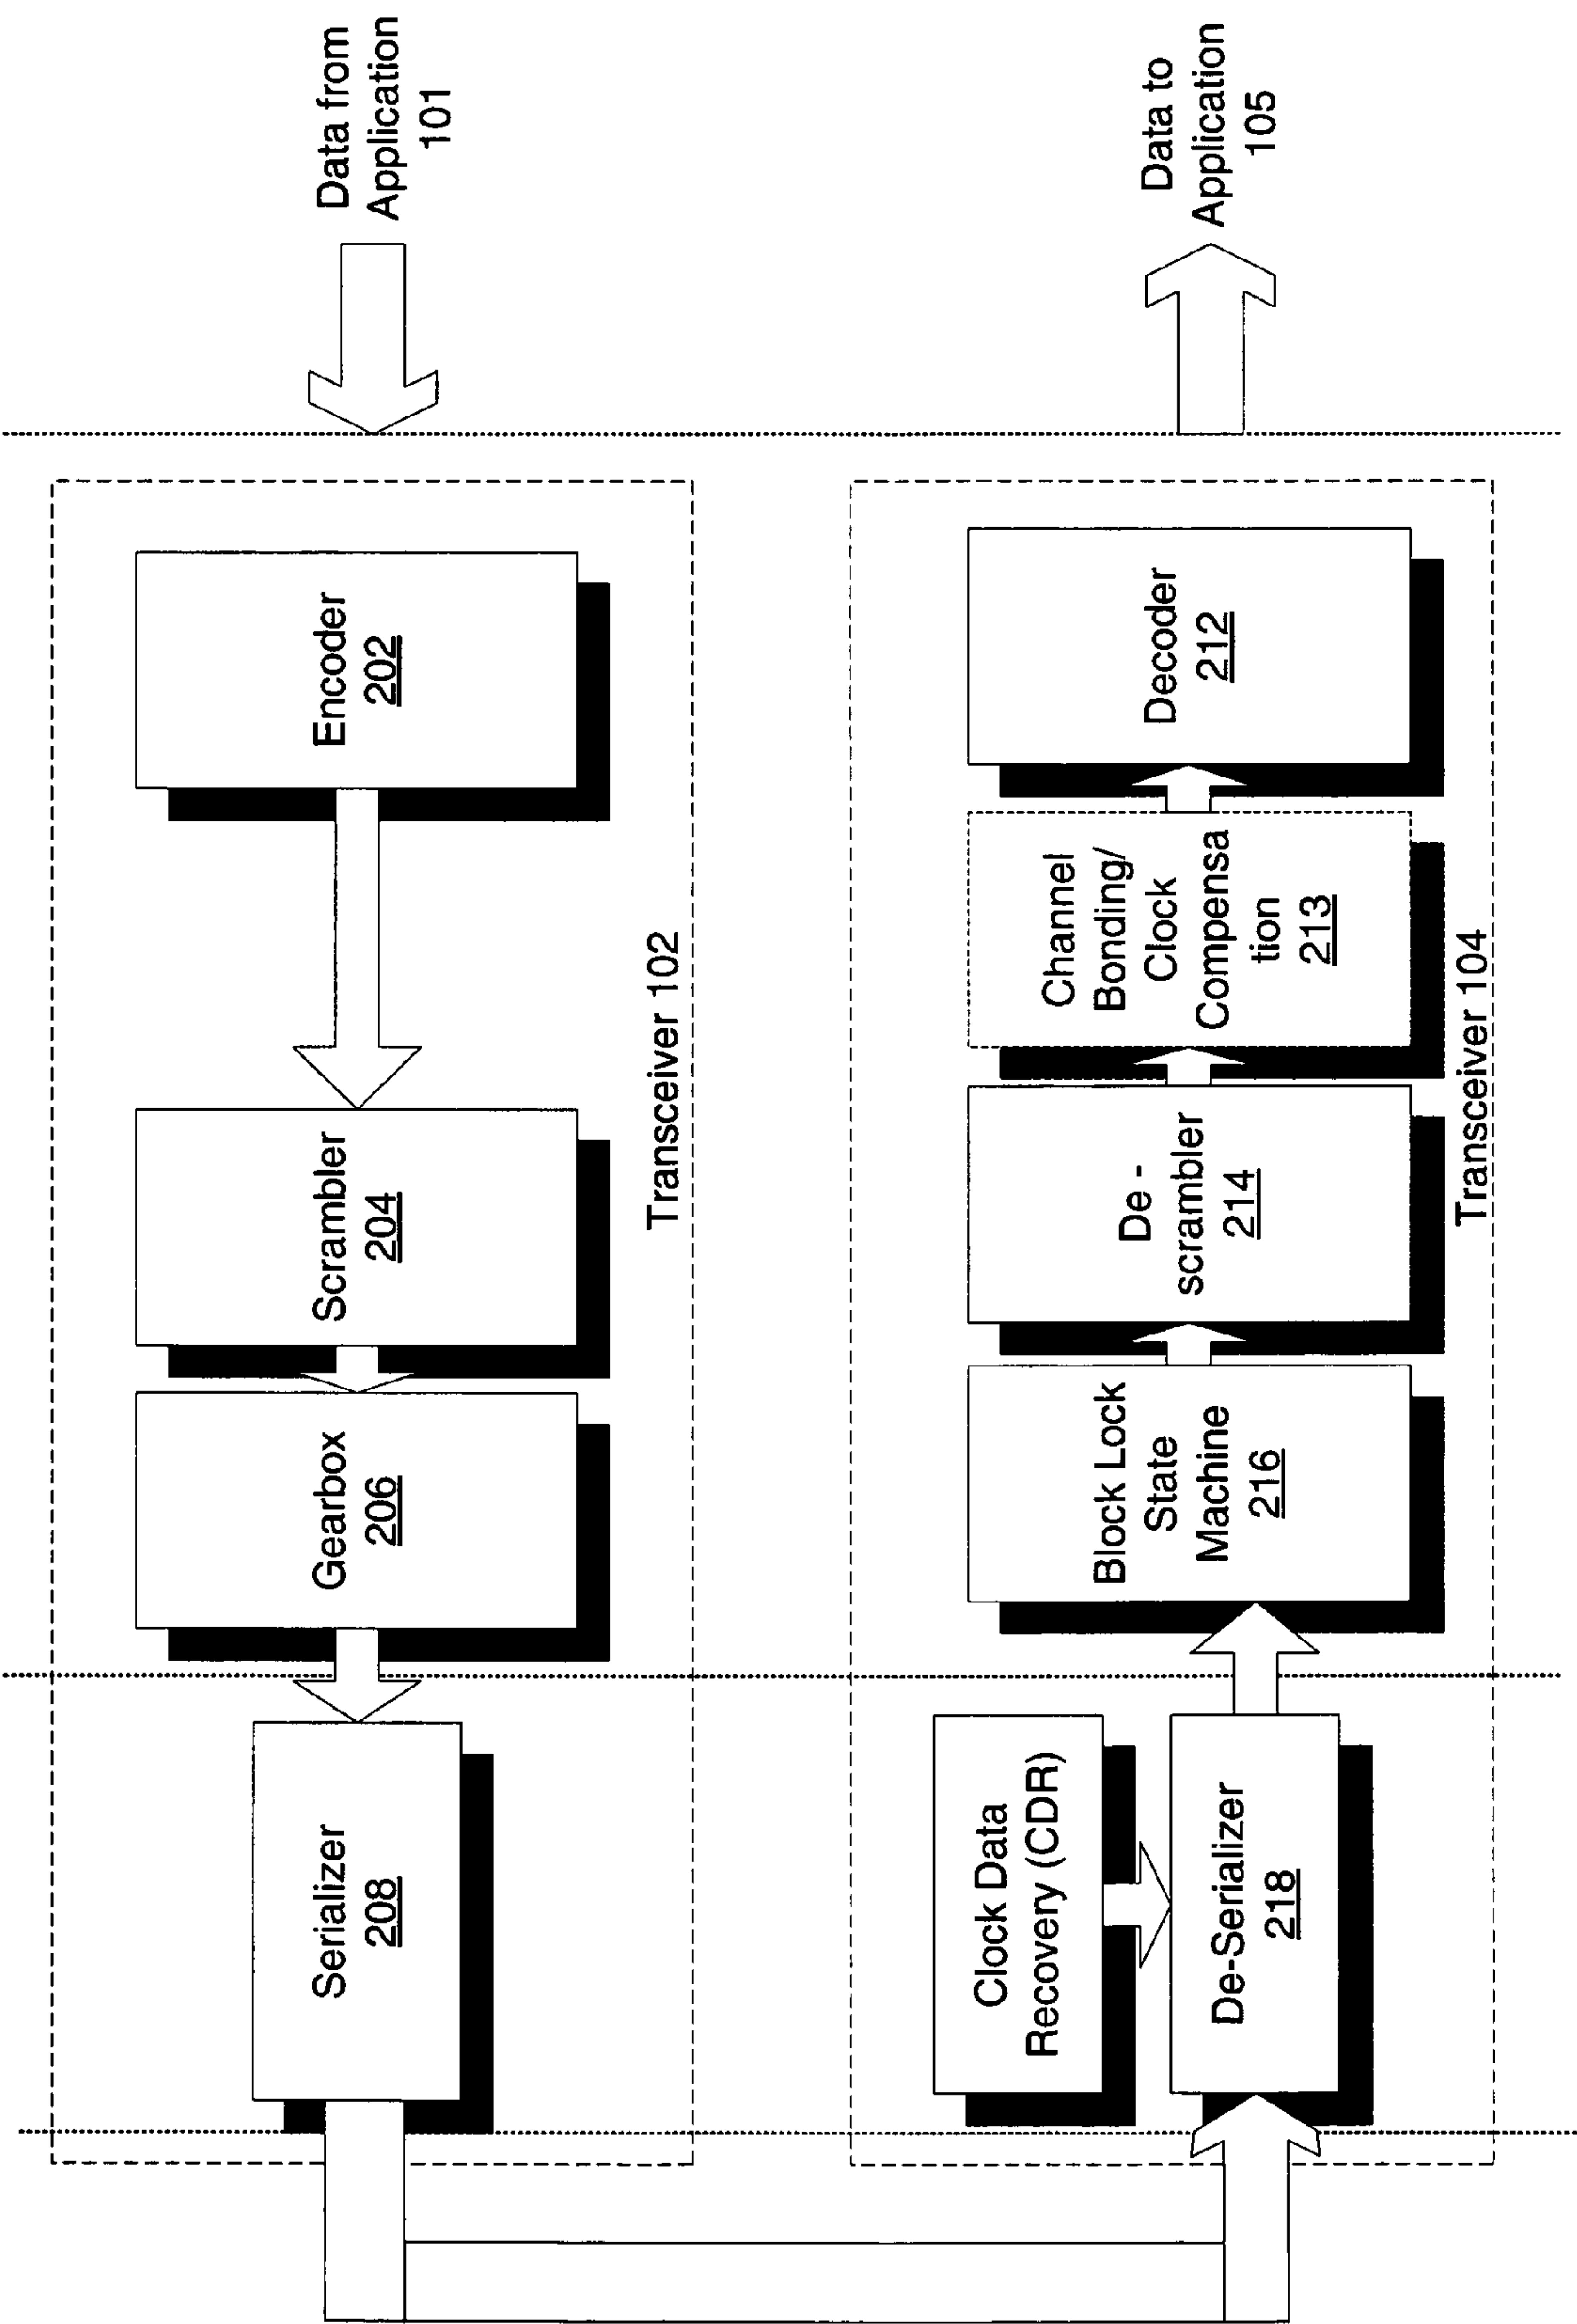 Data from
Application
101
Encoder
202
Scrambler
204
Gearbox
206
Serializer
208
Transceiver 102
Clock Data
Recovery (CDR)
De-Serializer
218
Block Lock
State
Machine
216
De -
scrambler
214
Channel
Bonding/
Clock
Compensa
tion
213
Decoder
212
Transceiver 104
Data to
Application
105